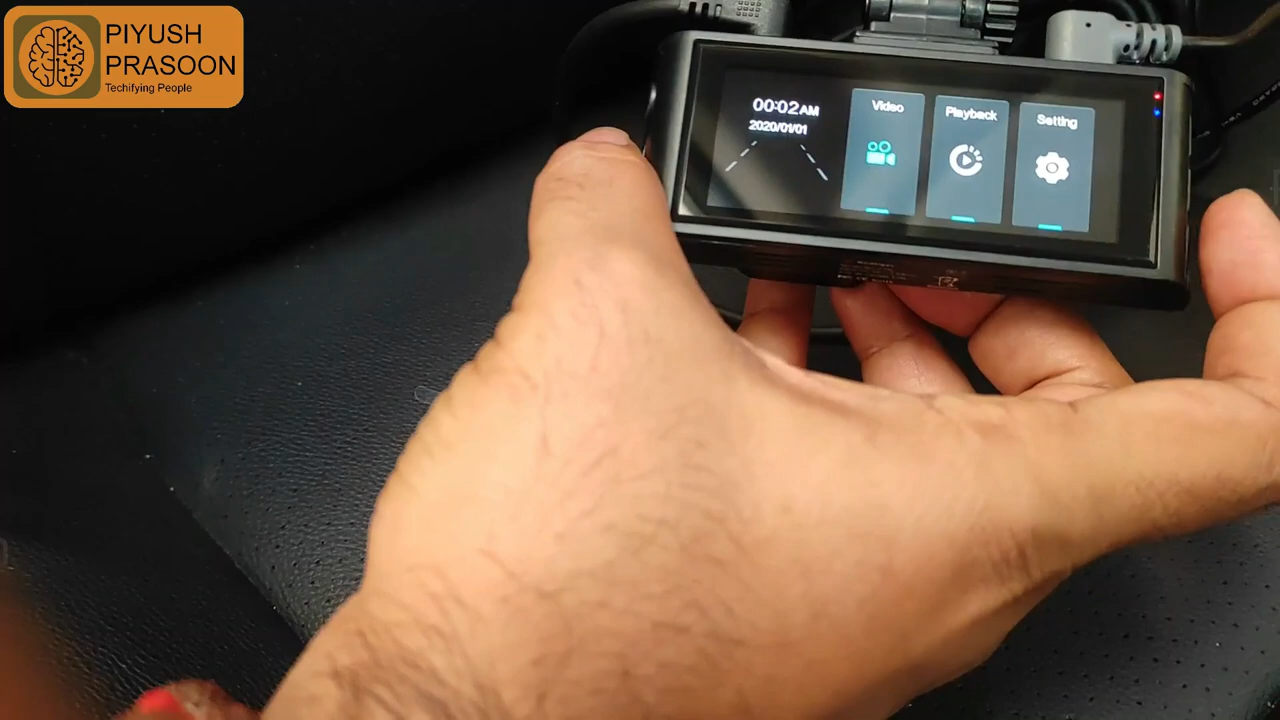 PIYUSH
PRASOON
Techifying People
00:02AM
2020/01/01
Video
Playback
Setting